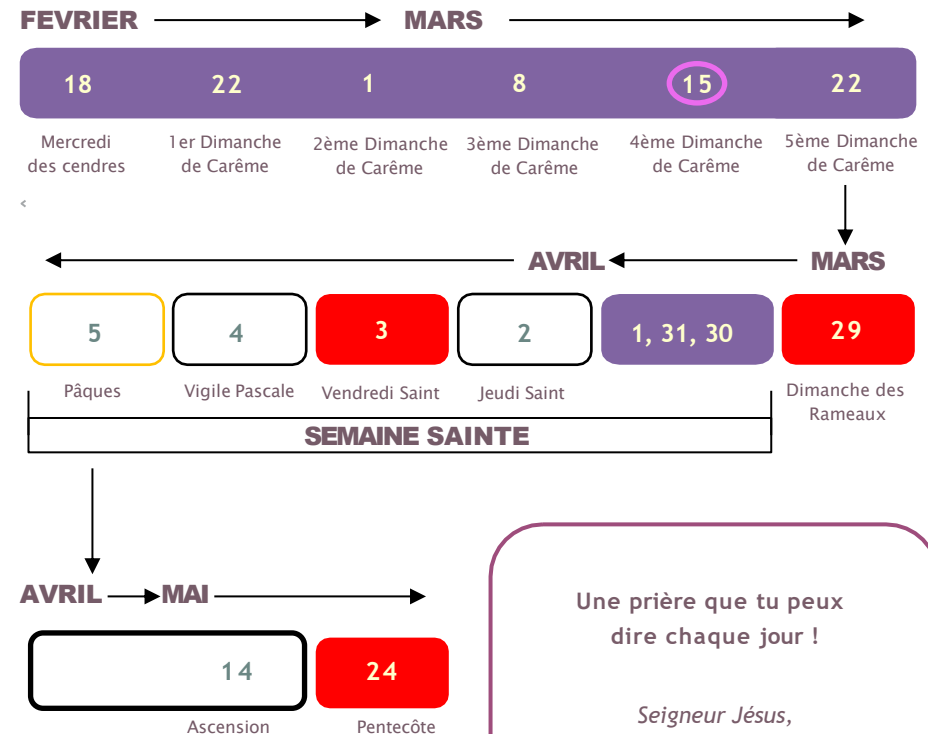 FEVRIER MARS
18 22 1 8 15 22
Mercredi 1er Dimanche 2ème Dimanche 3ème Dimanche 4ème Dimanche 5ème Dimanche
des cendres de Carême de Carême de Carême de Carême de Carême
<
AVRIL MARS
5 4 3 2 1, 31, 30 29
Pâques Vigile Pascale Vendredi Saint Jeudi Saint Dimanche des
Rameaux
SEMAINE SAINTE
AVRIL MAI
14 24
Ascension Pentecôte
Une prière que tu peux
dire chaque jour !
Seigneur Jésus,